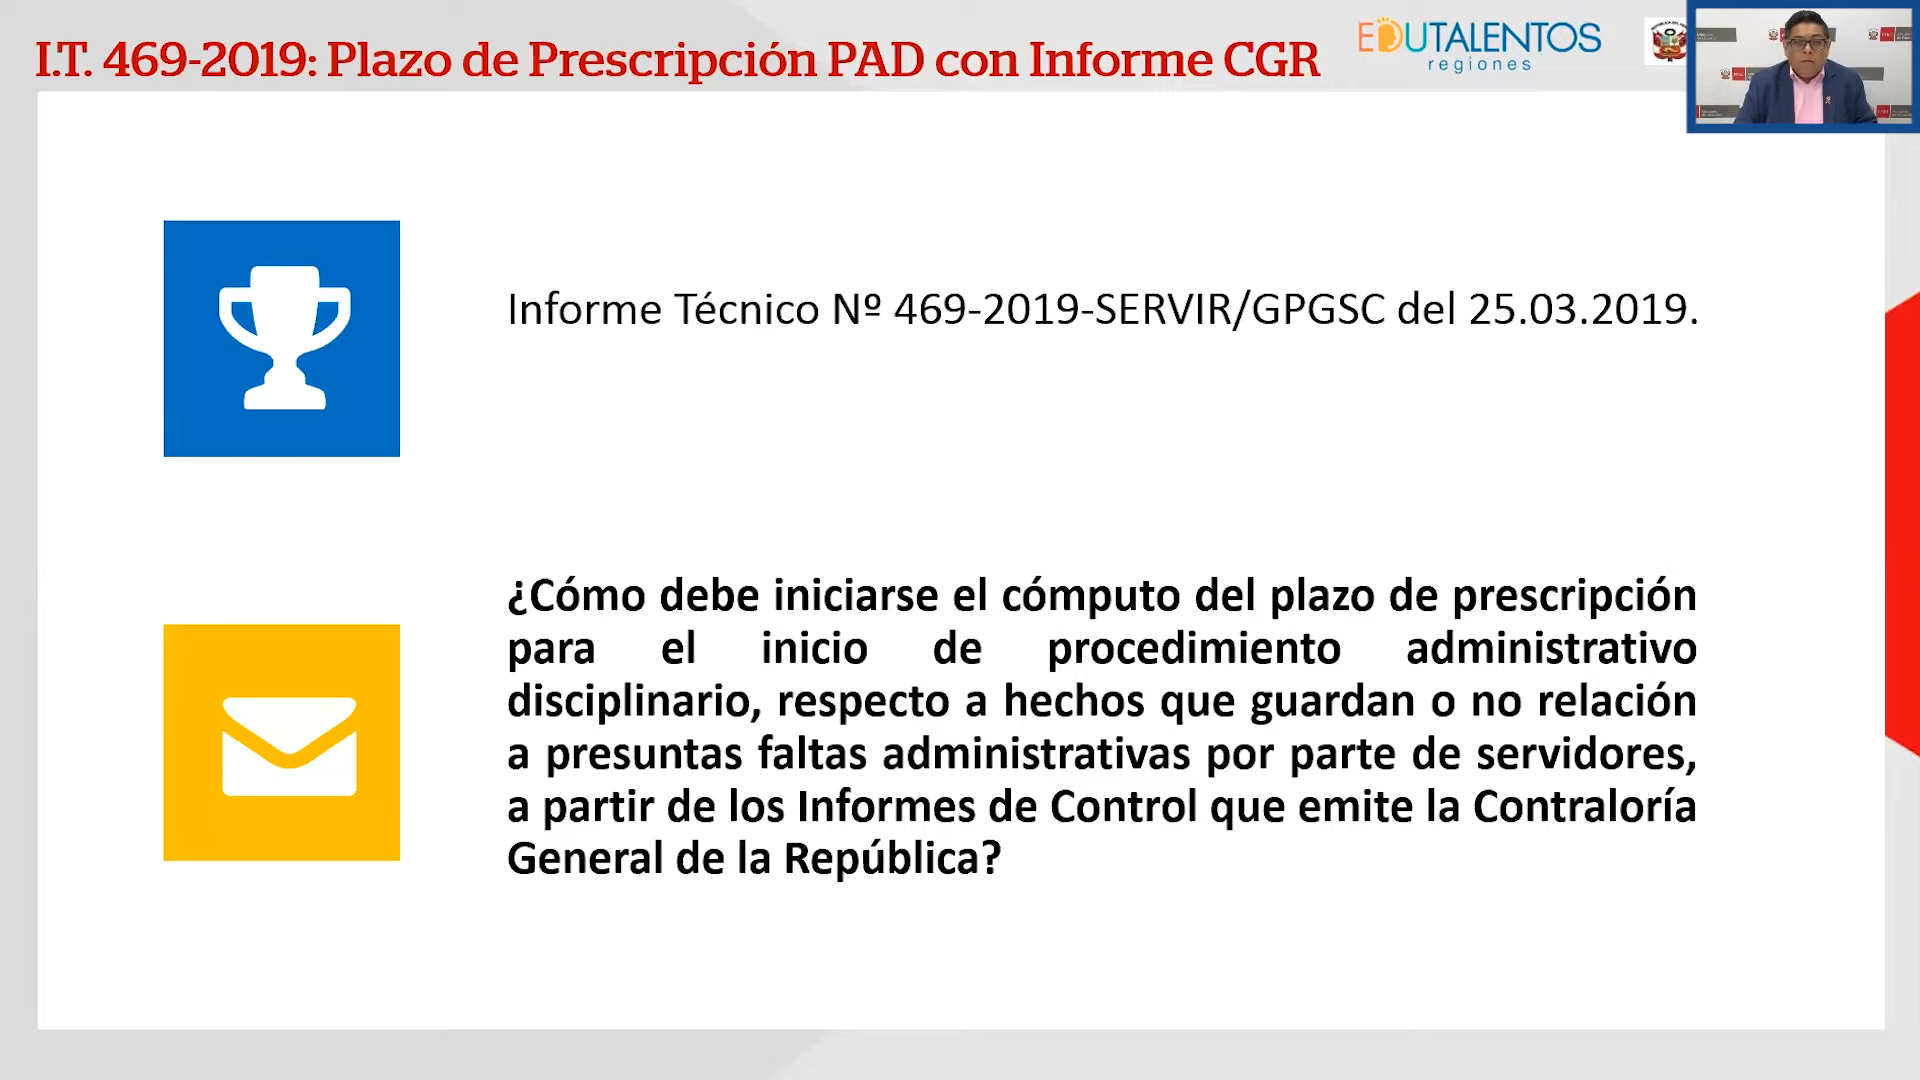 I.T. 469-2019: Plazo de Prescripción PAD con Informe CGR
EDUTALENTOS
regiones
Informe Técnico Nº 469-2019-SERVIR/GPGSC del 25.03.2019.
¿Cómo debe iniciarse el cómputo del plazo de prescripción
para el inicio de procedimiento administrativo
disciplinario, respecto a hechos que guardan o no relación
a presuntas faltas administrativas por parte de servidores,
a partir de los Informes de Control que emite la Contraloría
General de la República?